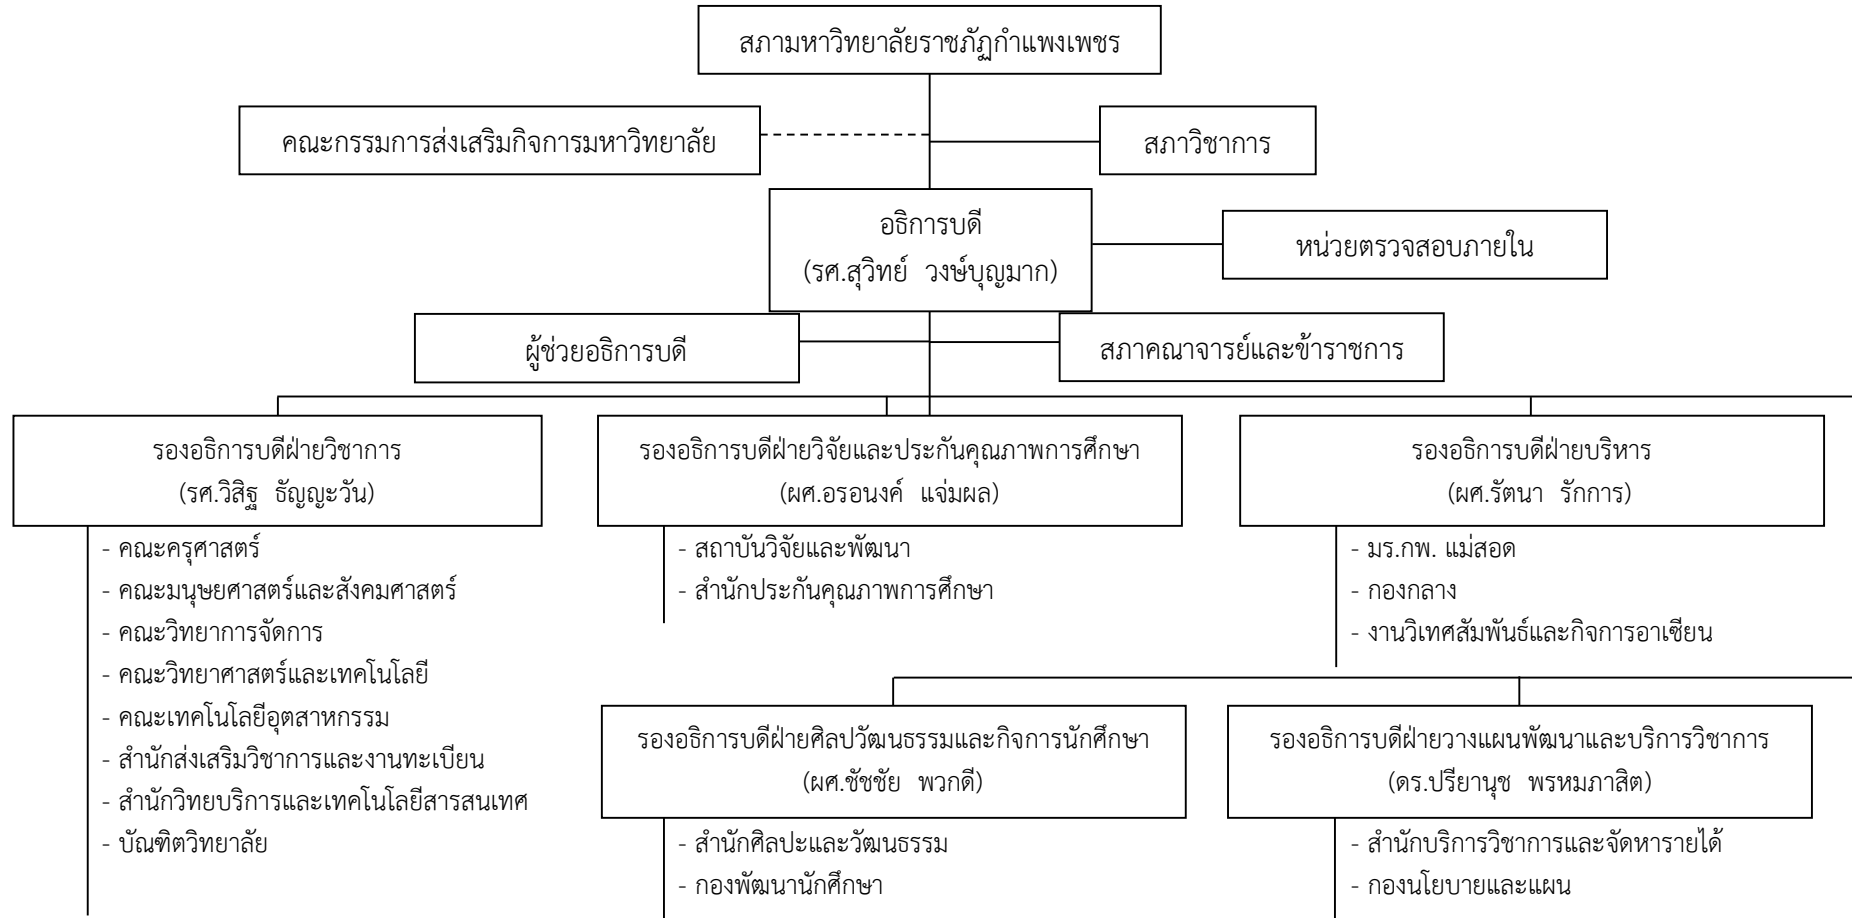 สภามหาวิทยาลัยราชภัฏกำแพงเพชร
คณะกรรมการส่งเสริมกิจการมหาวิทยาลัย
สภาวิชาการ
อธิการบดี
(รศ.สุวิทย์ วงษ์บุญมาก)
หน่วยตรวจสอบภายใน
ผู้ช่วยอธิการบดี
สภาคณาจารย์และข้าราชการ
รองอธิการบดีฝ่ายวิชาการ
(รศ.วิสิฐ ธัญญะวัน)
- คณะครุศาสตร์
- คณะมนุษยศาสตร์และสังคมศาสตร์
- คณะวิทยาการจัดการ
- คณะวิทยาศาสตร์และเทคโนโลยี
- คณะเทคโนโลยีอุตสาหกรรม
- สำนักส่งเสริมวิชาการและงานทะเบียน
- สำนักวิทยบริการและเทคโนโลยีสารสนเทศ
- บัณฑิตวิทยาลัย
รองอธิการบดีฝ่ายวิจัยและประกันคุณภาพการศึกษา
(ผศ.อรอนงค์ แจ่มผล)
- สถาบันวิจัยและพัฒนา
- สำนักประกันคุณภาพการศึกษา
รองอธิการบดีฝ่ายบริหาร
(ผศ.รัตนา รักการ)
- มร.กพ. แม่สอด
- กองกลาง
- งานวิเทศสัมพันธ์และกิจการอาเซียน
รองอธิการบดีฝ่ายศิลปวัฒนธรรมและกิจการนักศึกษา
(ผศ.ชัชชัย พวกดี)
- สำนักศิลปะและวัฒนธรรม
- กองพัฒนานักศึกษา
รองอธิการบดีฝ่ายวางแผนพัฒนาและบริการวิชาการ
(ดร.ปรียานุช พรหมภาสิต)
- สำนักบริการวิชาการและจัดหารายได้
- กองนโยบายและแผน